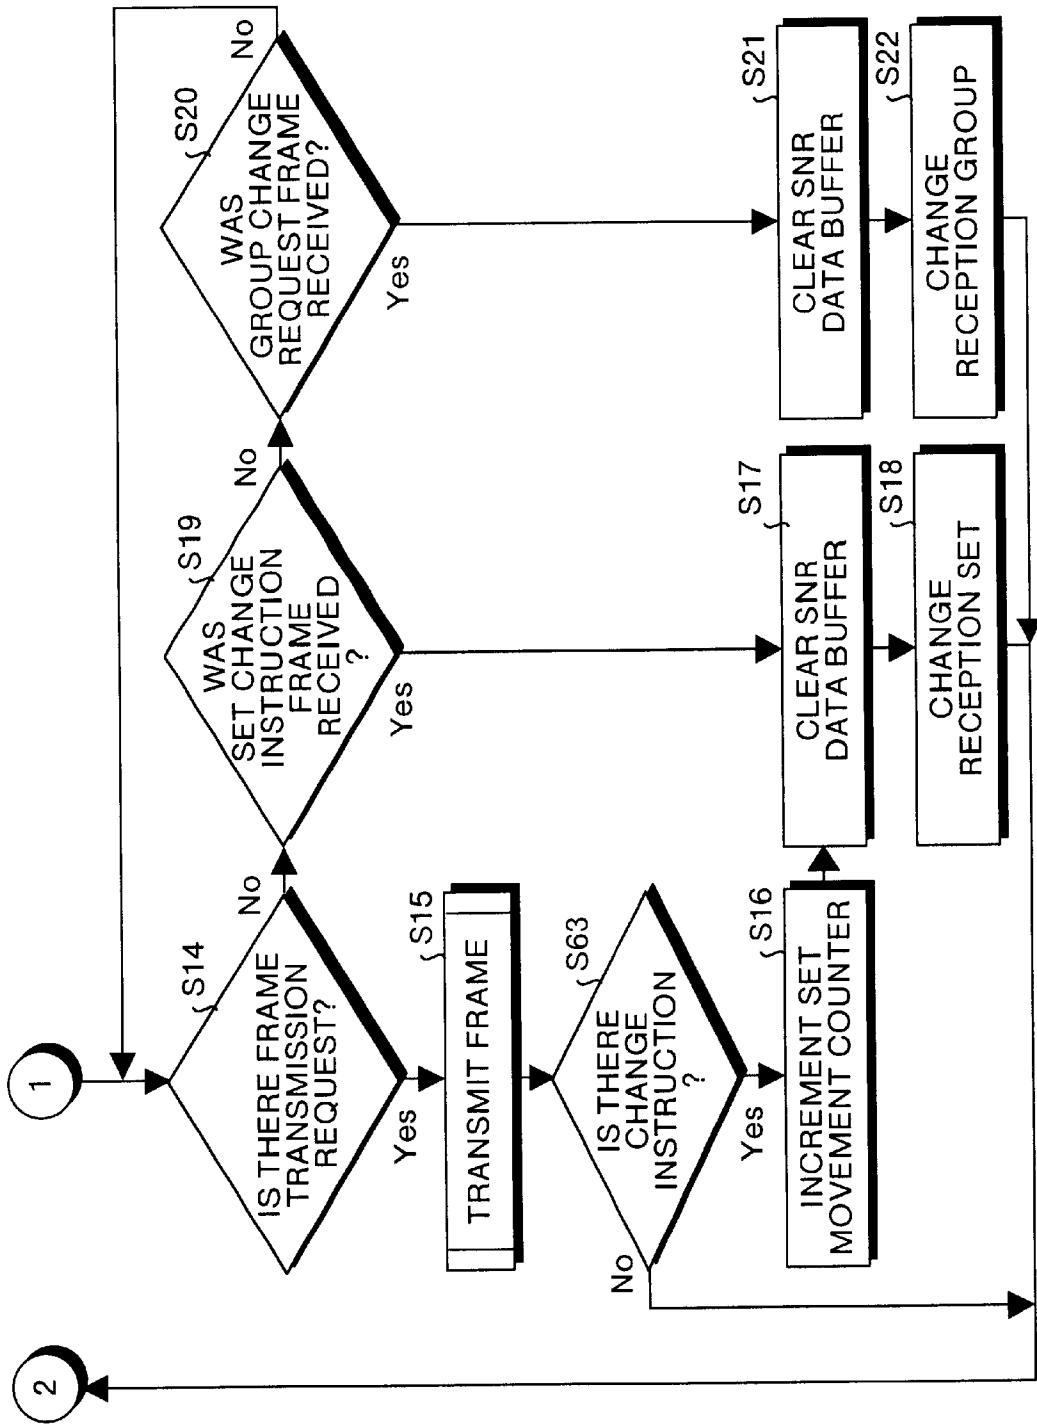 1
2
S14
IS THERE FRAME
TRANSMISSION
REQUEST?
No
Yes
S15
TRANSMIT FRAME
S63
IS THERE
CHANGE
INSTRUCTION
?
No
Yes
S16
INCREMENT SET
MOVEMENT COUNTER
S19
WAS
SET CHANGE
INSTRUCTION
FRAME
RECEIVED
?
No
Yes
S17
CLEAR SNR
DATA BUFFER
S18
CHANGE
RECEPTION SET
S20
WAS
GROUP CHANGE
REQUEST FRAME
RECEIVED?
No
Yes
S21
CLEAR SNR
DATA BUFFER
S22
CHANGE
RECEPTION GROUP